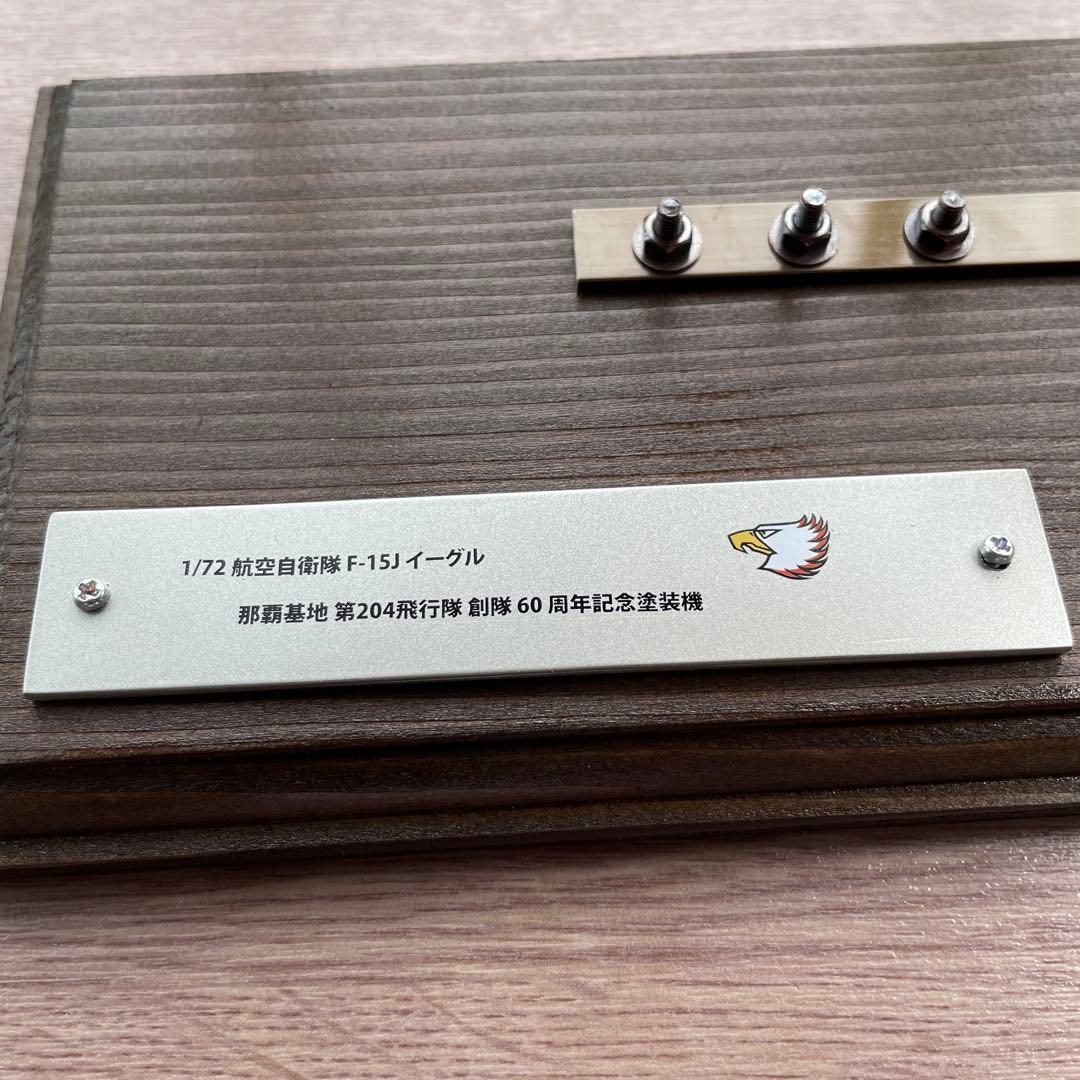 1/72 航空自衛隊 F-15J イーグル
那覇基地 第204飛行隊 創隊 60 周年記念塗装機